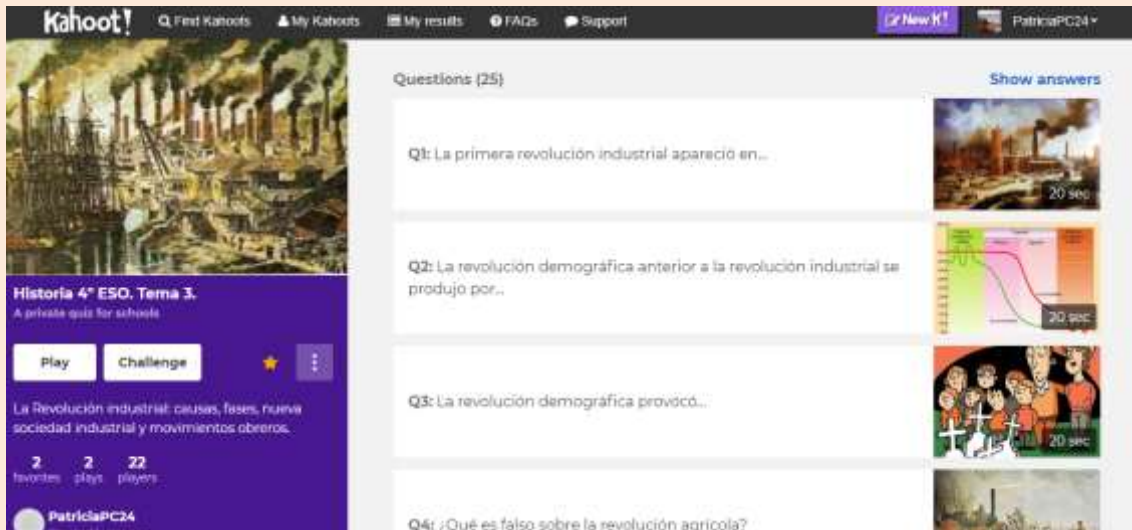 Kahoot! Find Kahoots My Kahoots My results FAQs Support New K! PatriciaPC24
Questions (25) Show answers
Q1: La primera revolución industrial apareció en...
20 sec
Q2: La revolución demográfica anterior a la revolución industrial se
produjo por...
20 sec
Q3: La revolución demográfica provocó...
20 sec
Q4: ¿Qué es falso sobre la revolución agrícola?
Historia 4º ESO. Tema 3.
A private quiz for schools
Play Challenge
La Revolución industrial: causas, fases, nueva
sociedad industrial y movimientos obreros.
2 2 22
favorites plays players
PatriciaPC24